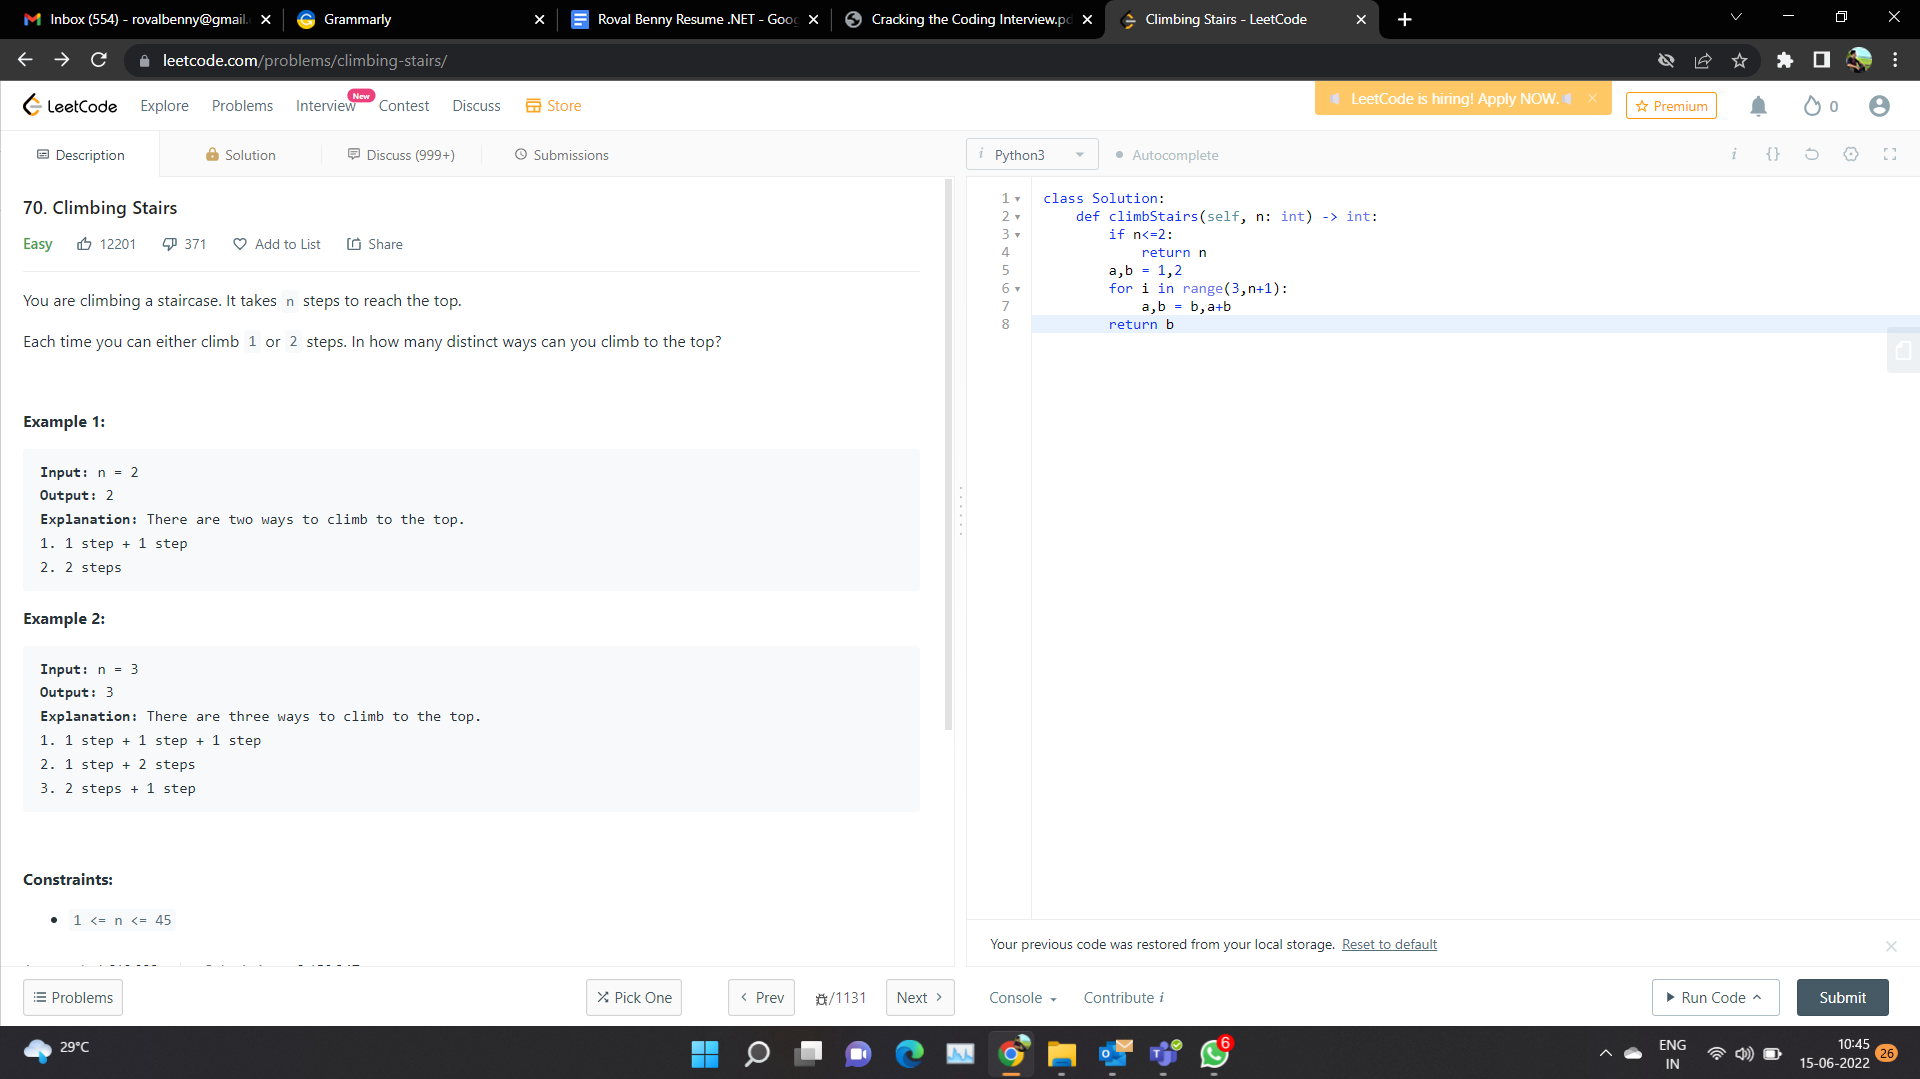 Inbox (554) - rovalbenny@gmail.
Grammarly
Roval Benny Resume .NET - Goog
Cracking the Coding Interview.pd
Climbing Stairs - LeetCode
leetcode.com/problems/climbing-stairs/
LeetCode Explore Problems Interview New Contest Discuss Store
LeetCode is hiring! Apply NOW.
Premium
0
Description
Solution
Discuss (999+)
Submissions
i Python3
Autocomplete
i {}
70. Climbing Stairs
Easy 12201 371 Add to List Share
You are climbing a staircase. It takes n steps to reach the top.
Each time you can either climb 1 or 2 steps. In how many distinct ways can you climb to the top?
Example 1:
Input: n = 2
Output: 2
Explanation: There are two ways to climb to the top.
1. 1 step + 1 step
2. 2 steps
Example 2:
Input: n = 3
Output: 3
Explanation: There are three ways to climb to the top.
1. 1 step + 1 step + 1 step
2. 1 step + 2 steps
3. 2 steps + 1 step
Constraints:
• 1 <= n <= 45
1 class Solution:
2 def climbStairs(self, n: int) -> int:
3 if n<=2:
4 return n
5 a,b = 1,2
6 for i in range(3,n+1):
7 a,b = b,a+b
8 return b
Your previous code was restored from your local storage. Reset to default
Problems
Pick One
< Prev
/1131
Next >
Console
Contribute i
Run Code
Submit
29°C
6
ENG
IN
10:45
15-06-2022
26